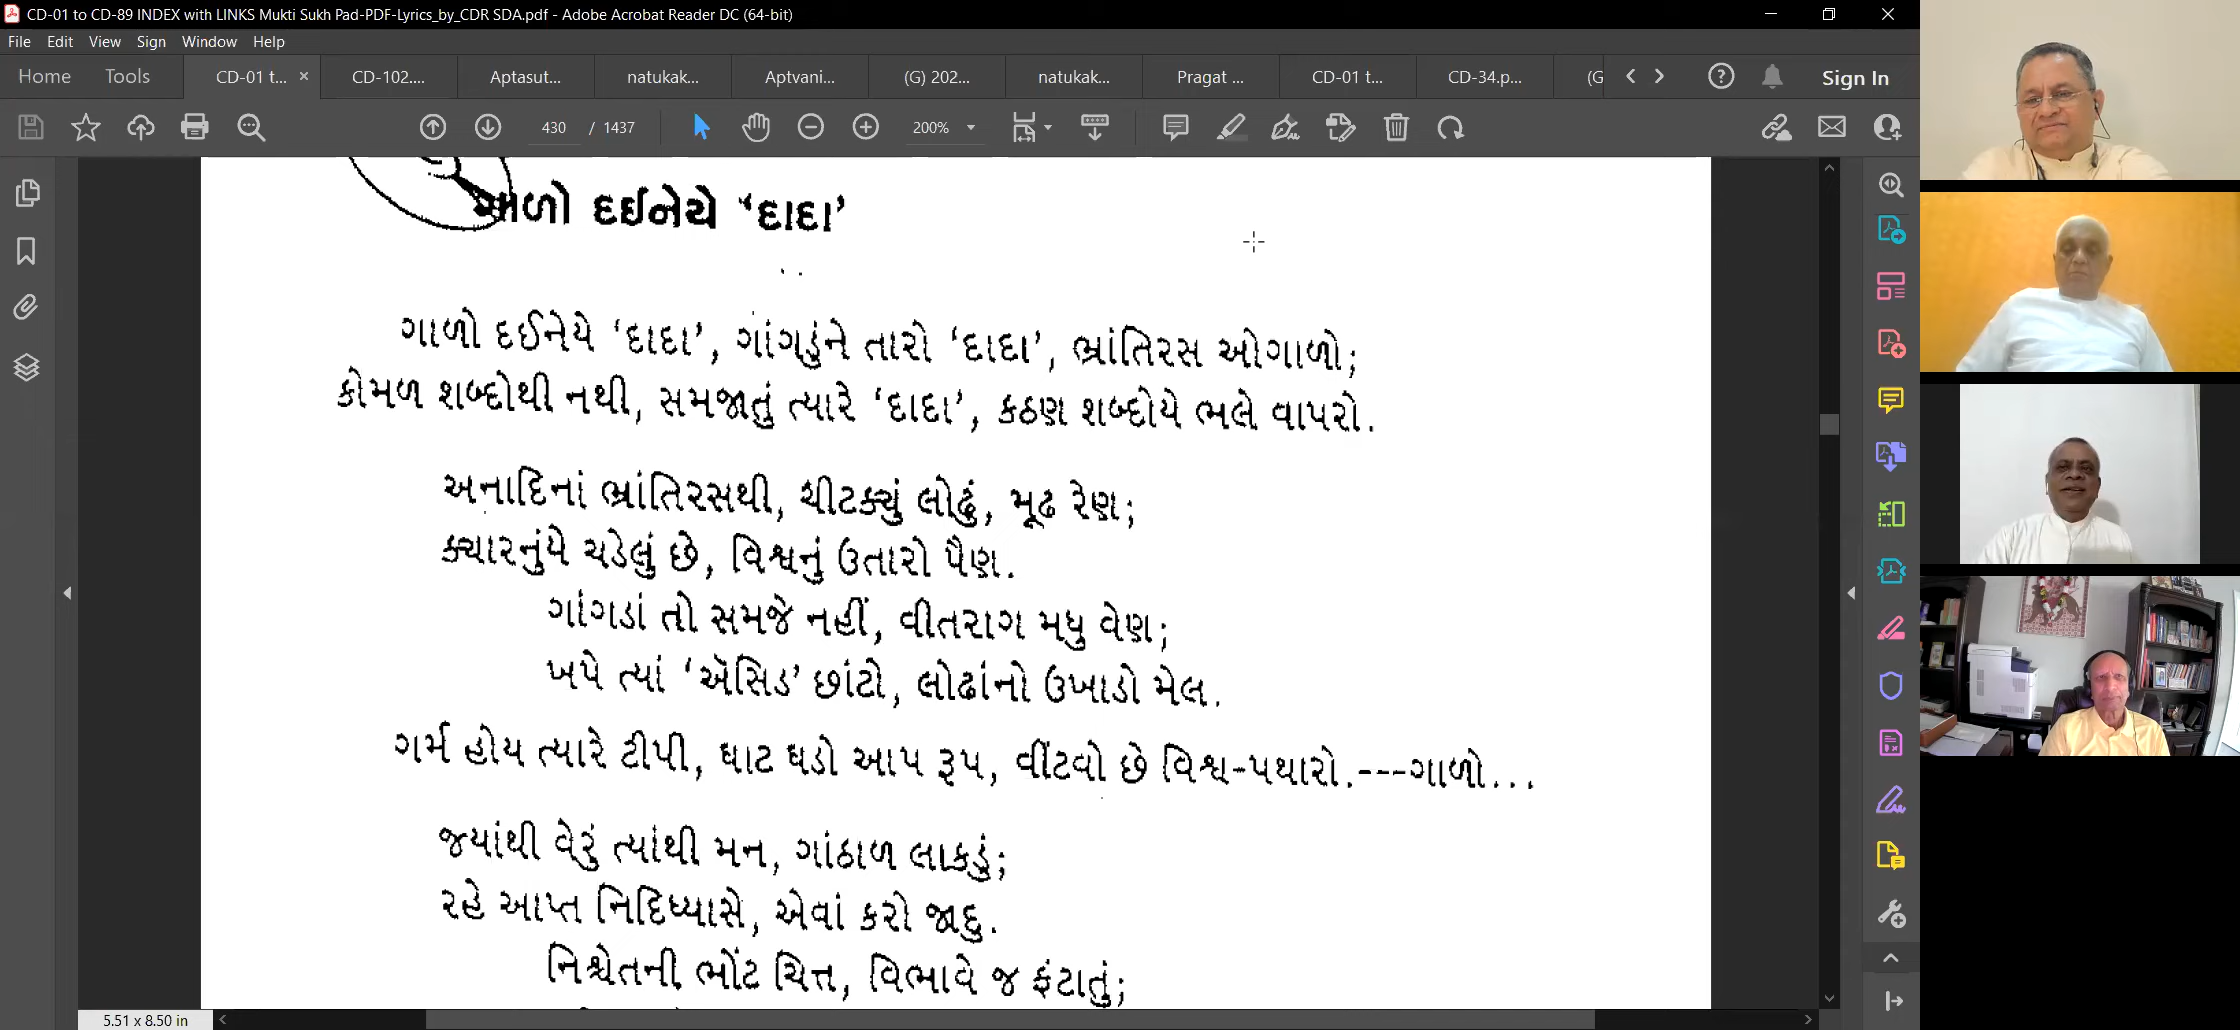 CD-01 to CD-89 INDEX with LINKS Mukti Sukh Pad-PDF-Lyrics_by_CDR SDA.pdf - Adobe Acrobat Reader DC (64-bit)
File Edit View Sign Window Help
Home Tools CD-01 t... CD-102.... Aptasut... natukak... Aptvani... (G) 202... natukak... Pragat ... CD-01 t... CD-34.p... (G Sign In
430 / 1437 200%
ગાળો દઈનેયે ‘દાદા’
ગાળો દઈનેયે ‘દાદા’, ગાંગડુંને તારો ‘દાદા’, ભ્રાંતિરસ ઓગાળો;
કોમળ શબ્દોથી નથી, સમજાતું ત્યારે ‘દાદા’, કઠણ શબ્દોયે ભલે વાપરો.
અનાદિનાં ભ્રાંતિરસથી, ચીટક્યું લોઢું, મૂઢ રેણ;
ક્યારનુંયે ચડેલું છે, વિશ્વનું ઉતારો પૈણ.
ગાંગડાં તો સમજે નહીં, વીતરાગ મધુ વેણ;
ખપે ત્યાં ‘ઍસિડ’ છાંટો, લોઢાંનો ઉખાડો મેલ.
ગર્મ હોય ત્યારે ટીપી, ઘાટ ઘડો આપ રૂપ, વીંટવો છે વિશ્વ-પથારો.---ગાળો...
જ્યાંથી વેરું ત્યાંથી મન, ગાંઠાળ લાકડું;
રહે આપ્ત નિદિધ્યાસે, એવાં કરો જાદુ.
નિશ્ચેતની ભોંટ ચિત્ત, વિભાવે જ ફંટાતું;
5.51 x 8.50 in